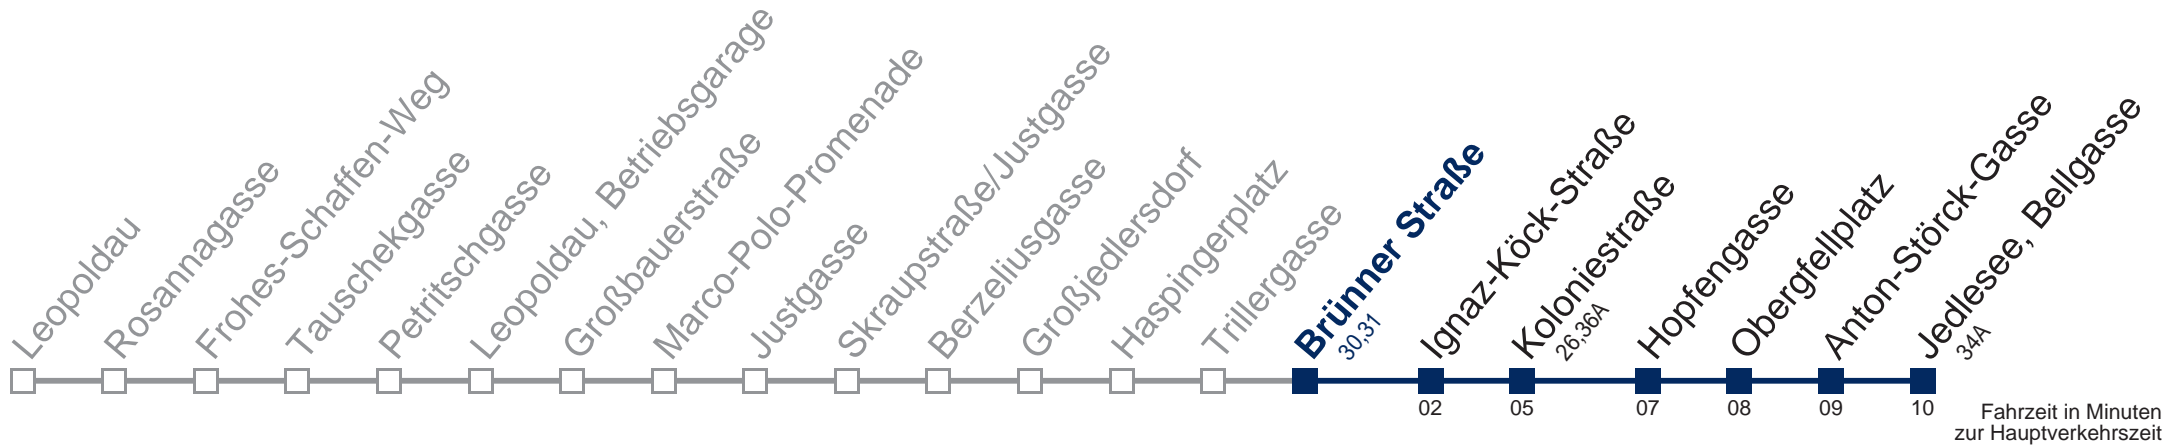 Leopoldau
Rosannagasse
Frohes-Schaffen-Weg
Tauschekgasse
Petritschgasse
Leopoldau, Betriebsgarage
Großbauerstraße
Marco-Polo-Promenade
Justgasse
Skraupstraße/Justgasse
Berzeliusgasse
Großjedlersdorf
Haspingerplatz
Trillergasse
Brünner Straße
30,31
Ignaz-Köck-Straße
Koloniestraße
26,36A
Hopfengasse
Obergfellplatz
Anton-Störck-Gasse
Jedlesee, Bellgasse
34A
02 05 07 08 09 10
Fahrzeit in Minuten
zur Hauptverkehrszeit